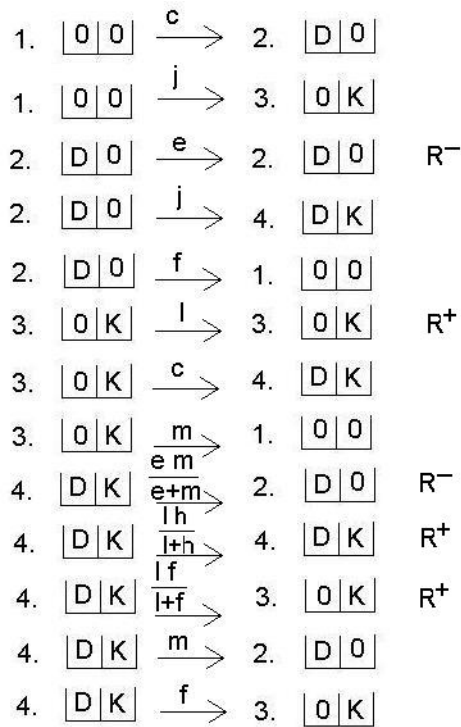 1. 0 0 c 2. D 0
1. 0 0 j 3. 0 K
2. D 0 e 2. D 0 R−
2. D 0 j 4. D K
2. D 0 f 1. 0 0
3. 0 K l 3. 0 K R+
3. 0 K c 4. D K
3. 0 K m 1. 0 0
4. D K e m / e+m 2. D 0 R−
4. D K l h / l+h 4. D K R+
4. D K l f / l+f 3. 0 K R+
4. D K m 2. D 0
4. D K f 3. 0 K